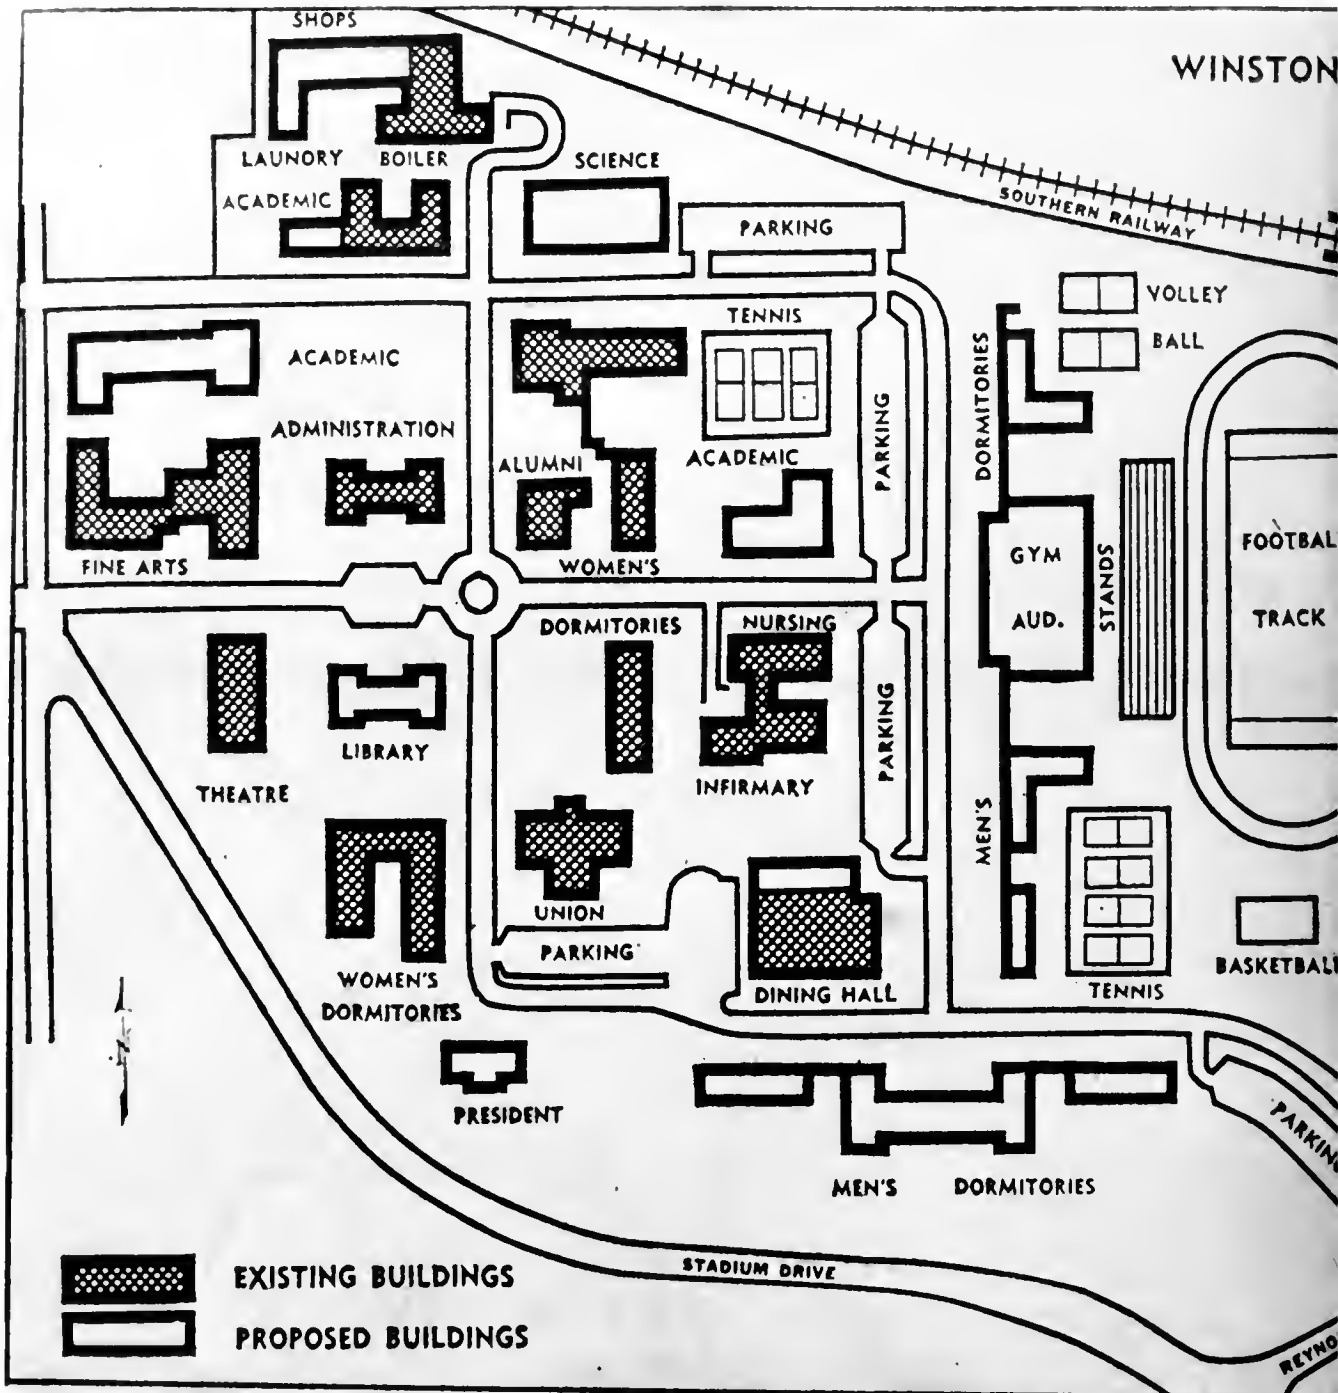 SHOPS
WINSTON
LAUNDRY
BOILER
SCIENCE
ACADEMIC
PARKING
SOUTHERN RAILWAY
VOLLEY
BALL
TENNIS
ACADEMIC
DORMITORIES
PARKING
ADMINISTRATION
ALUMNI
ACADEMIC
FINE ARTS
WOMEN'S
GYM
AUD.
STANDS
FOOTBAL
TRACK
DORMITORIES
NURSING
PARKING
LIBRARY
THEATRE
INFIRMARY
MEN'S
UNION
PARKING
WOMEN'S
DORMITORIES
DINING HALL
TENNIS
BASKETBALL
PRESIDENT
PARKING
MEN'S DORMITORIES
STADIUM DRIVE
EXISTING BUILDINGS
PROPOSED BUILDINGS
REYNO